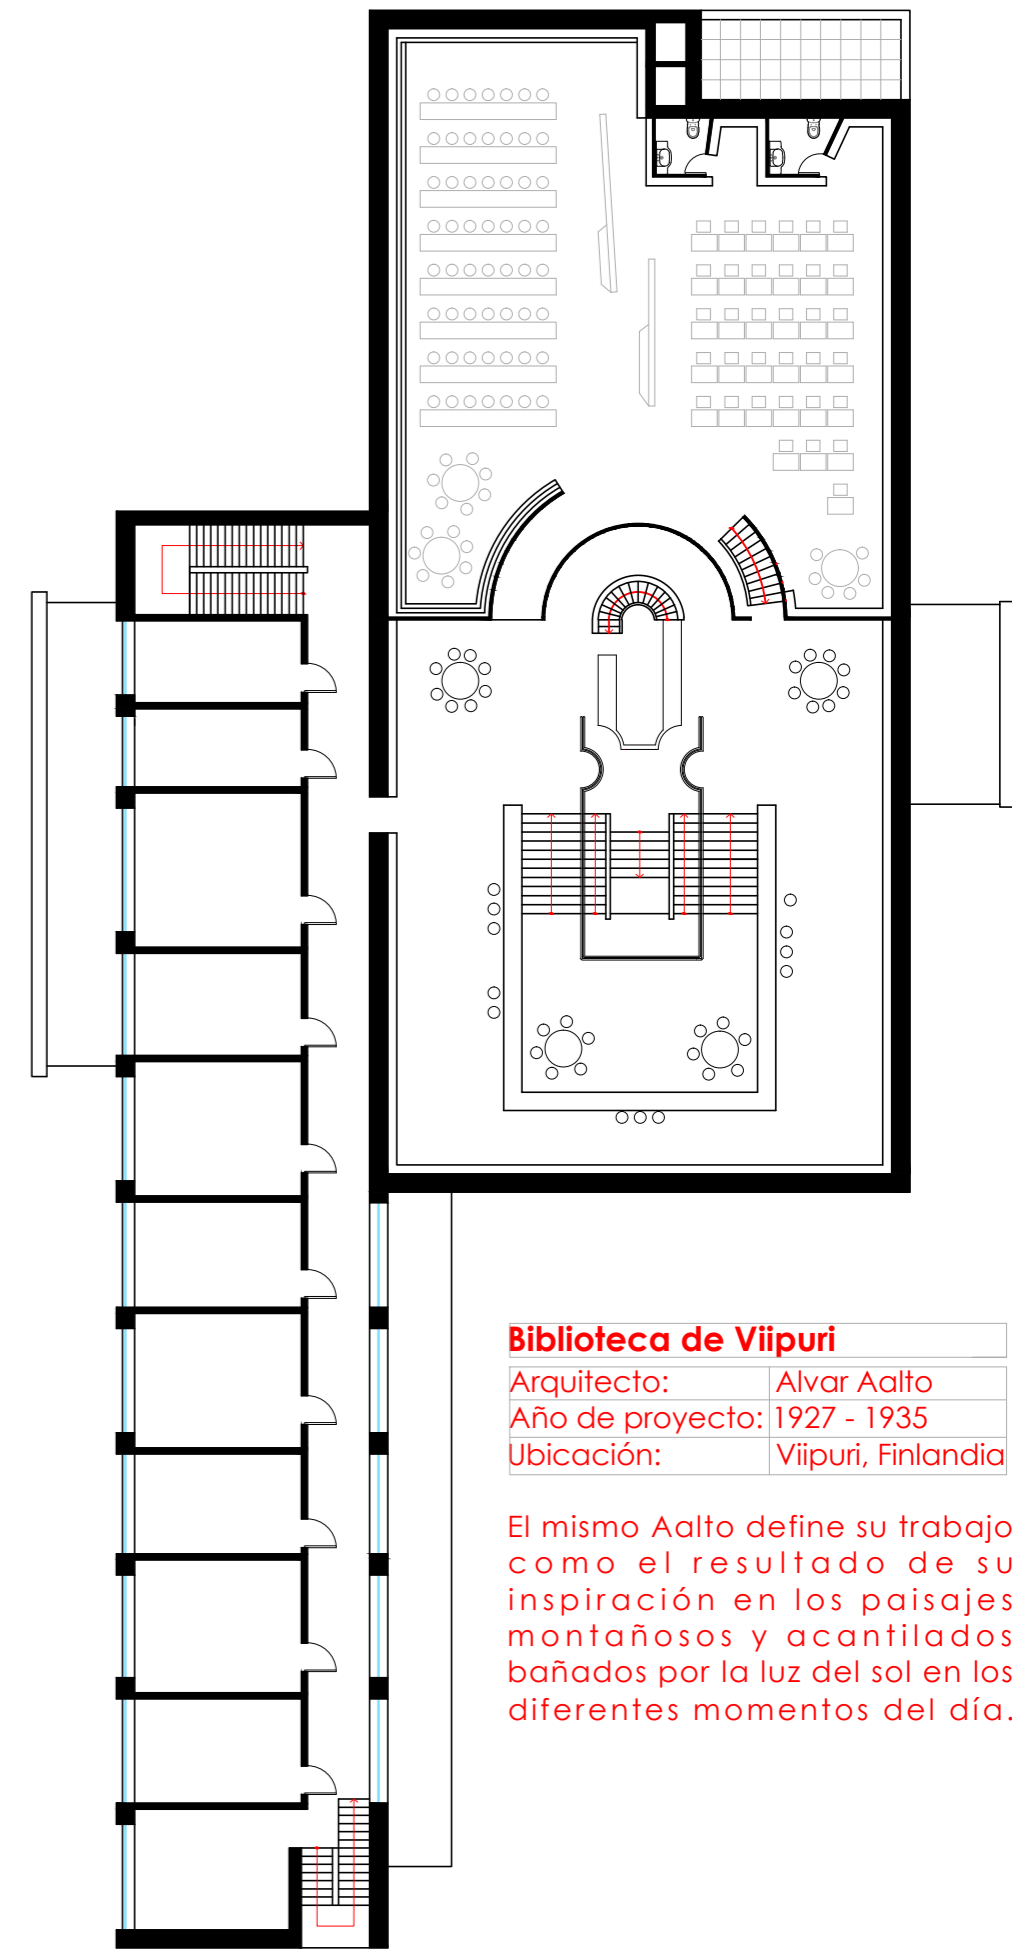 Biblioteca de Viipuri
Arquitecto: Alvar Aalto
Año de proyecto: 1927 - 1935
Ubicación: Viipuri, Finlandia
El mismo Aalto define su trabajo
como el resultado de su
inspiración en los paisajes
montañosos y acantilados
bañados por la luz del sol en los
diferentes momentos del día.